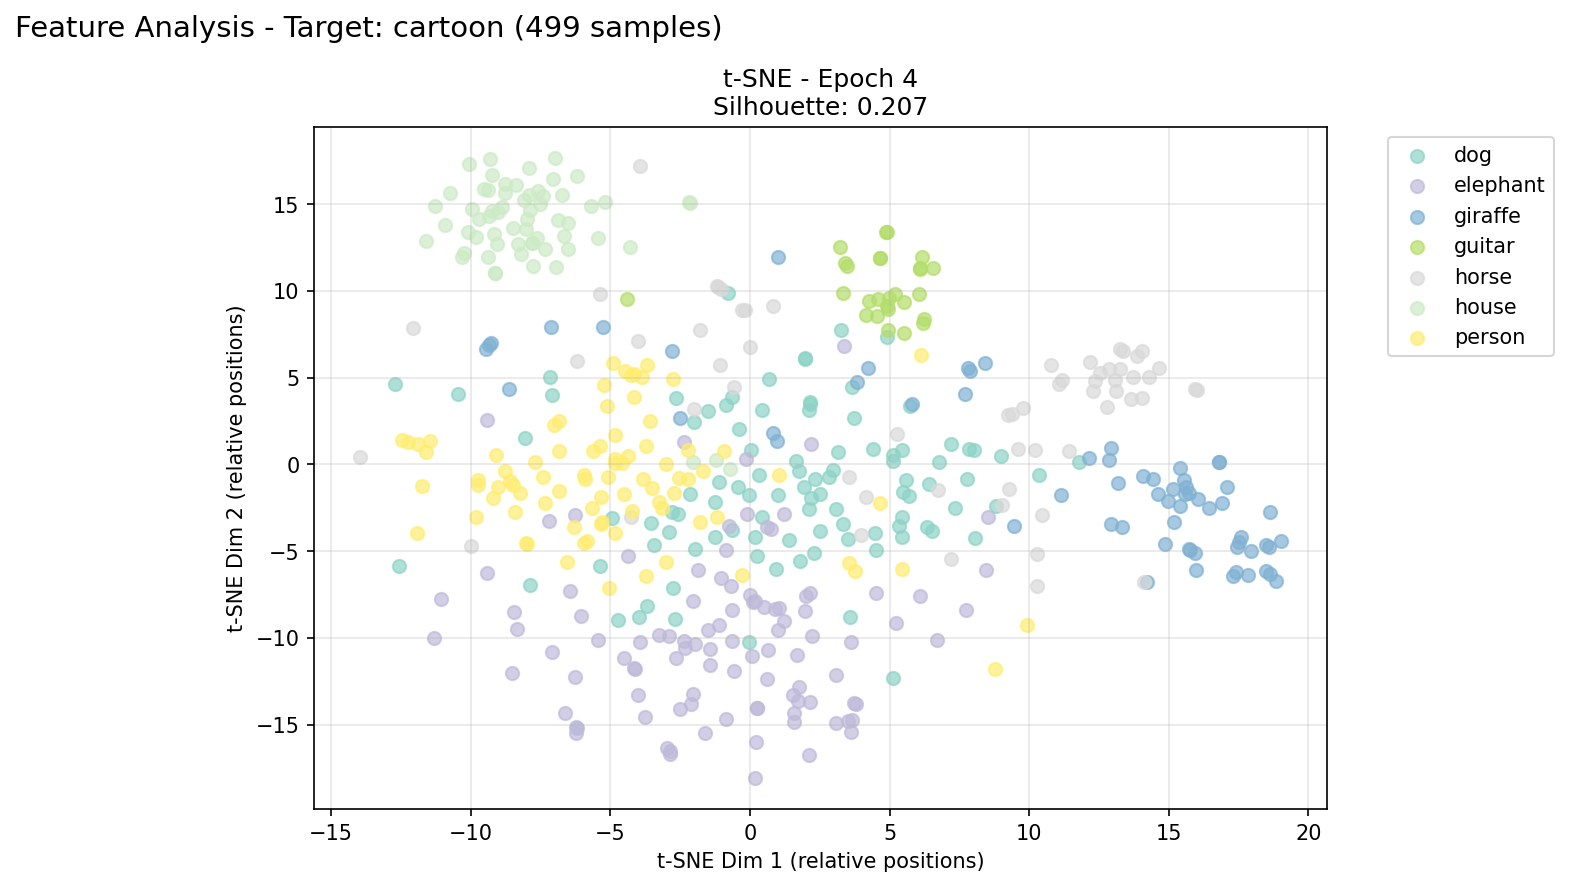 Feature Analysis - Target: cartoon (499 samples)
t-SNE - Epoch 4
Silhouette: 0.207
dog
elephant
giraffe
guitar
horse
house
person
15
10
5
0
−5
−10
−15
t-SNE Dim 2 (relative positions)
−15 −10 −5 0 5 10 15 20
t-SNE Dim 1 (relative positions)